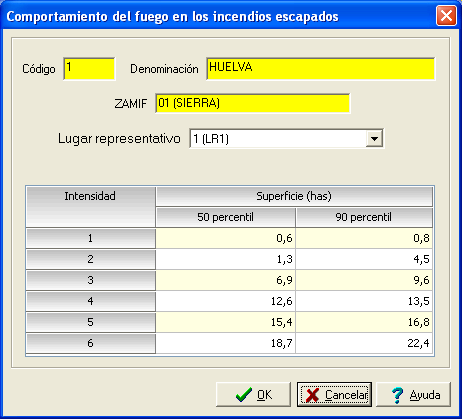 Comportamiento del fuego en los incendios escapados
Código 1 Denominación HUELVA
ZAMIF 01 (SIERRA)
Lugar representativo 1 (LR1)
Intensidad Superficie (has)
50 percentil 90 percentil
1 0,6 0,8
2 1,3 4,5
3 6,9 9,6
4 12,6 13,5
5 15,4 16,8
6 18,7 22,4
OK Cancelar ? Ayuda